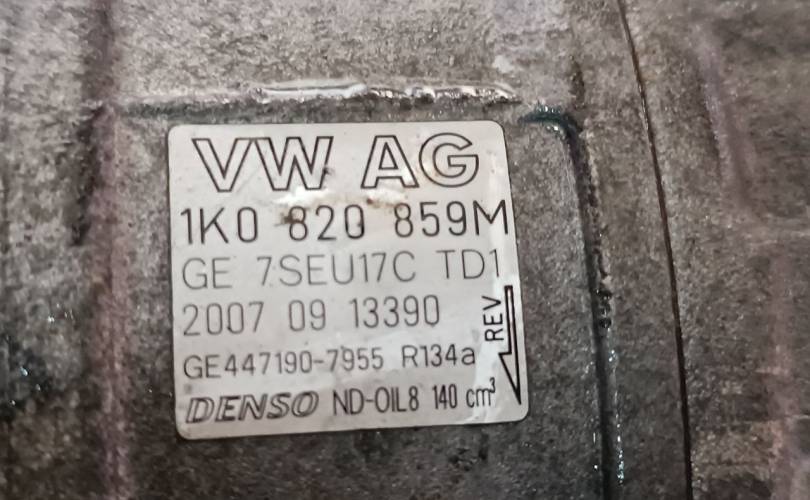 VW AG
1K0 820 859M
GE 7SEU17C TD1
2007 09 13390
REV
GE447190-7955 R134a
DENSO ND-OIL8 140 cm³